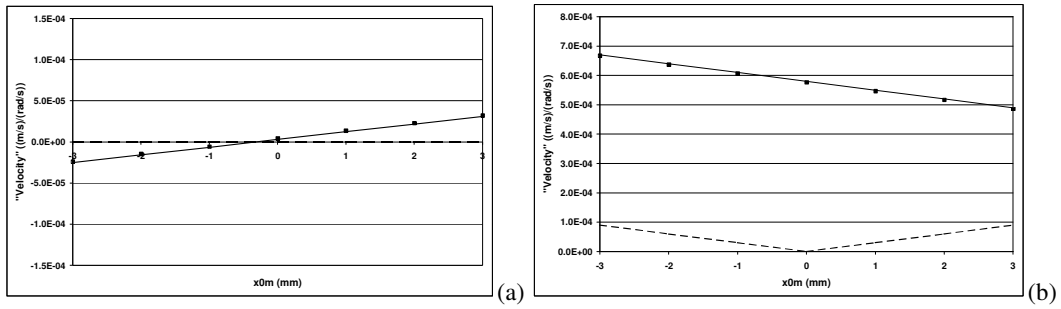 1.5E-04
1.0E-04
5.0E-05
0.0E+00
-5.0E-05
-1.0E-04
-1.5E-04
"Velocity" ((m/s)/(rad/s))
-3 -2 -1 0 1 2 3
x0m (mm)
(a)
8.0E-04
7.0E-04
6.0E-04
5.0E-04
4.0E-04
3.0E-04
2.0E-04
1.0E-04
0.0E+00
"Velocity" ((m/s)/(rad/s))
-3 -2 -1 0 1 2 3
x0m (mm)
(b)